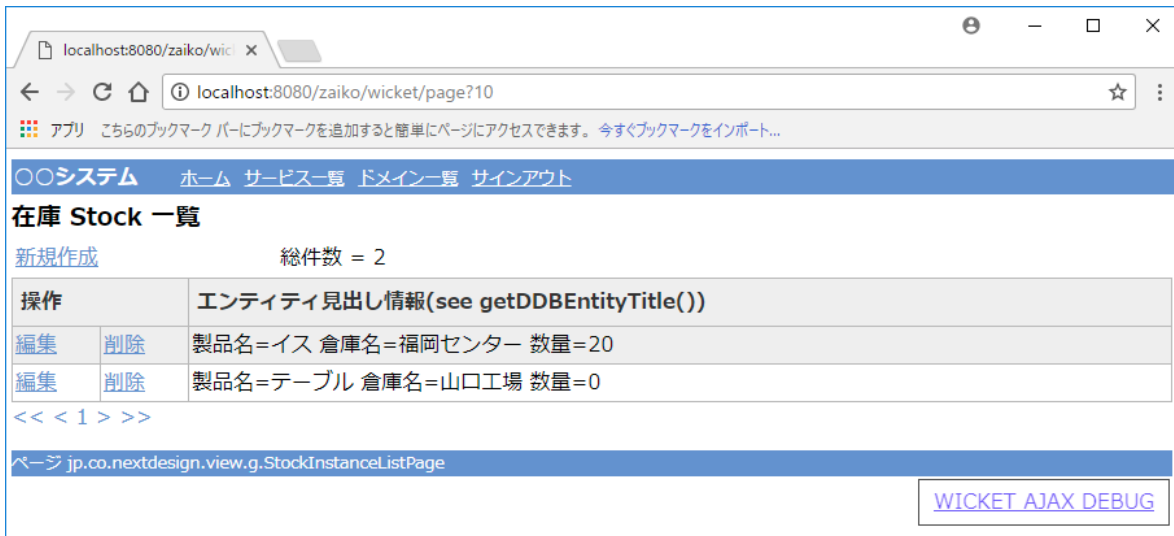 localhost:8080/zaiko/wic
localhost:8080/zaiko/wicket/page?10
アプリ こちらのブックマーク バーにブックマークを追加すると簡単にページにアクセスできます。今すぐブックマークをインポート...
○○システム ホーム サービス一覧 ドメイン一覧 サインアウト
在庫 Stock 一覧
新規作成 総件数 = 2
操作 エンティティ見出し情報(see getDDBEntityTitle())
編集 削除 製品名=イス 倉庫名=福岡センター 数量=20
編集 削除 製品名=テーブル 倉庫名=山口工場 数量=0
<< < 1 > >>
ページ jp.co.nextdesign.view.g.StockInstanceListPage
WICKET AJAX DEBUG